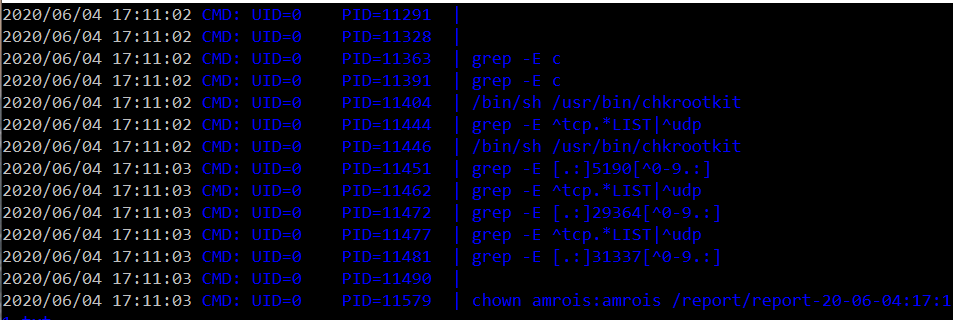 2020/06/04 17:11:02 CMD: UID=0    PID=11291  |
2020/06/04 17:11:02 CMD: UID=0    PID=11328  |
2020/06/04 17:11:02 CMD: UID=0    PID=11363  | grep -E c
2020/06/04 17:11:02 CMD: UID=0    PID=11391  | grep -E c
2020/06/04 17:11:02 CMD: UID=0    PID=11404  | /bin/sh /usr/bin/chkrootkit
2020/06/04 17:11:02 CMD: UID=0    PID=11444  | grep -E ^tcp.*LIST|^udp
2020/06/04 17:11:02 CMD: UID=0    PID=11446  | /bin/sh /usr/bin/chkrootkit
2020/06/04 17:11:03 CMD: UID=0    PID=11451  | grep -E [.:]5190[^0-9.:]
2020/06/04 17:11:03 CMD: UID=0    PID=11462  | grep -E ^tcp.*LIST|^udp
2020/06/04 17:11:03 CMD: UID=0    PID=11472  | grep -E [.:]29364[^0-9.:]
2020/06/04 17:11:03 CMD: UID=0    PID=11477  | grep -E ^tcp.*LIST|^udp
2020/06/04 17:11:03 CMD: UID=0    PID=11481  | grep -E [.:]31337[^0-9.:]
2020/06/04 17:11:03 CMD: UID=0    PID=11490  |
2020/06/04 17:11:03 CMD: UID=0    PID=11579  | chown amrois:amrois /report/report-20-06-04:17:1